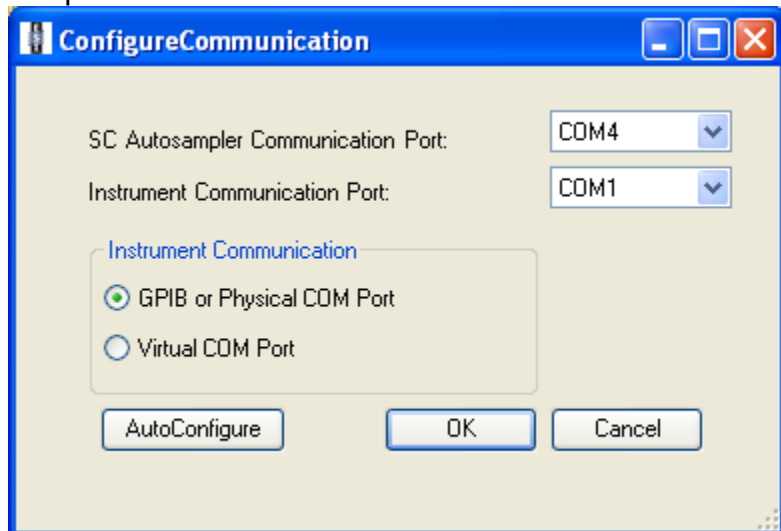 ConfigureCommunication
SC Autosampler Communication Port: COM4
Instrument Communication Port: COM1
Instrument Communication
GPIB or Physical COM Port
Virtual COM Port
AutoConfigure OK Cancel